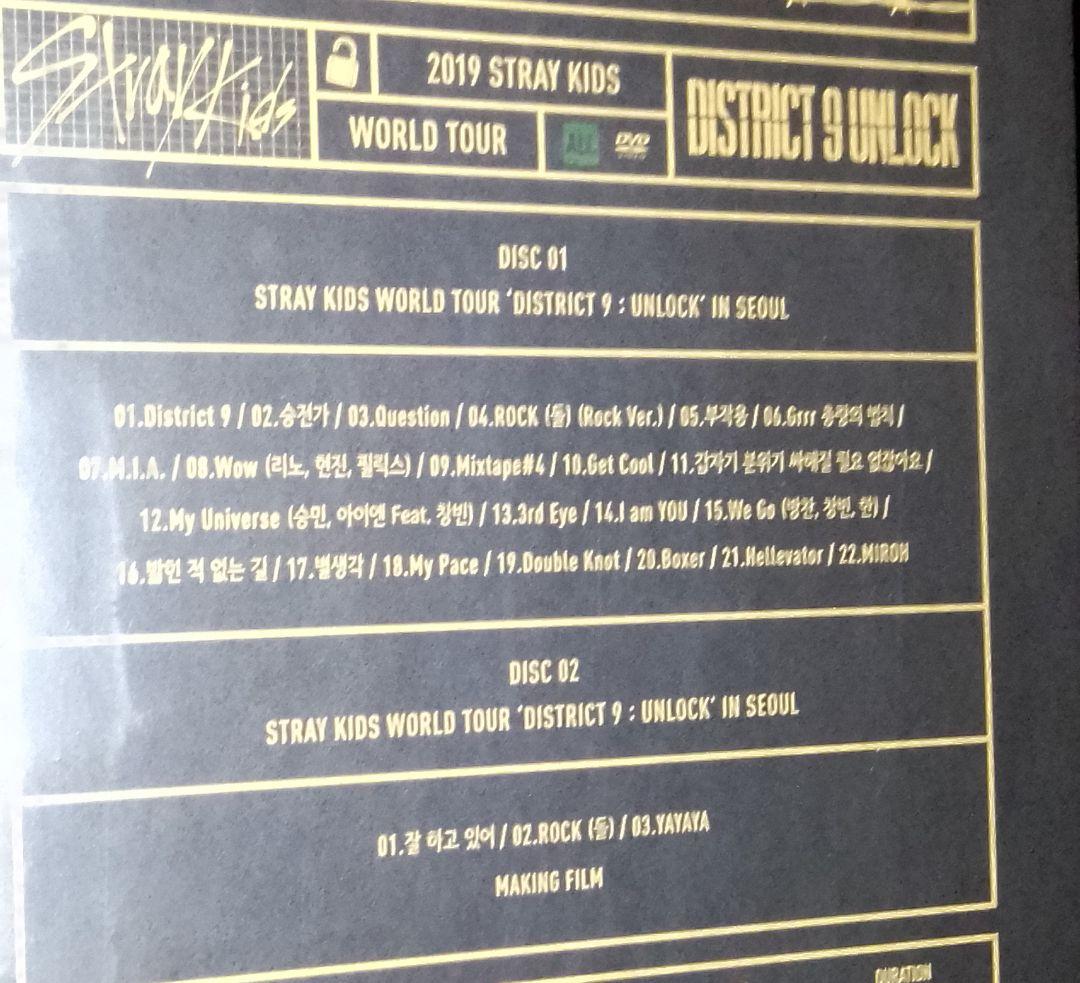 Stray Kids
2019 STRAY KIDS
WORLD TOUR
ALL
DVD
VIDEO
DISTRICT 9 UNLOCK
DISC 01
STRAY KIDS WORLD TOUR 'DISTRICT 9 : UNLOCK' IN SEOUL
01.District 9 / 02.승전가 / 03.Question / 04.ROCK (돌) (Rock Ver.) / 05.부작용 / 06.Grrr 총량의 법칙 /
07.M.I.A. / 08.Wow (리노, 현진, 필릭스) / 09.Mixtape#4 / 10.Get Cool / 11.갑자기 분위기 싸해질 필요 없잖아요 /
12.My Universe (승민, 아이엔 Feat. 창빈) / 13.3rd Eye / 14.I am YOU / 15.We Go (방찬, 창빈, 한) /
16.발인 적 없는 길 / 17.별생각 / 18.My Pace / 19.Double Knot / 20.Boxer / 21.Hellevator / 22.MIROH
DISC 02
STRAY KIDS WORLD TOUR 'DISTRICT 9 : UNLOCK' IN SEOUL
01.잘 하고 있어 / 02.ROCK (돌) / 03.YAYAYA
MAKING FILM
DURATION